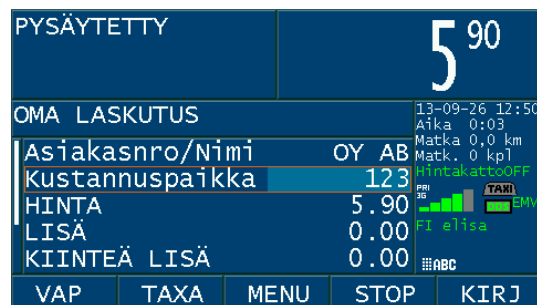 PYSÄYTETTY
5 90
OMA LASKUTUS
Asiakasnro/Nimi OY AB
Kustannuspaikka 123
HINTA 5.90
LISÄ 0.00
KIINTEÄ LISÄ 0.00
13-09-26 12:50
Aika 0:03
Matka 0,0 km
Matk. 0 kpl
HintakattoOFF
PRI
3G
TAXI
EMV
FI elisa
ABC
VAP TAXA MENU STOP KIRJ